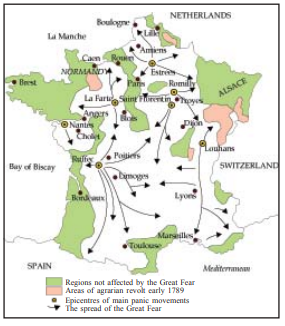 NETHERLANDS
Boulogne
Lille
La Manche
Amiens
Caen
Rouen
Estrées
NORMANDY
Paris
Romilly
ALSACE
Brest
La Ferté
Saint Florentin
Troyes
Angers
Blois
Nantes
Dijon
Cholet
Louhans
Bay of Biscay
Ruffec
Poitiers
SWITZERLAND
Limoges
Bordeaux
Lyons
Marseilles
Toulouse
SPAIN
Mediterranean
Regions not affected by the Great Fear
Areas of agrarian revolt early 1789
Epicentres of main panic movements
The spread of the Great Fear